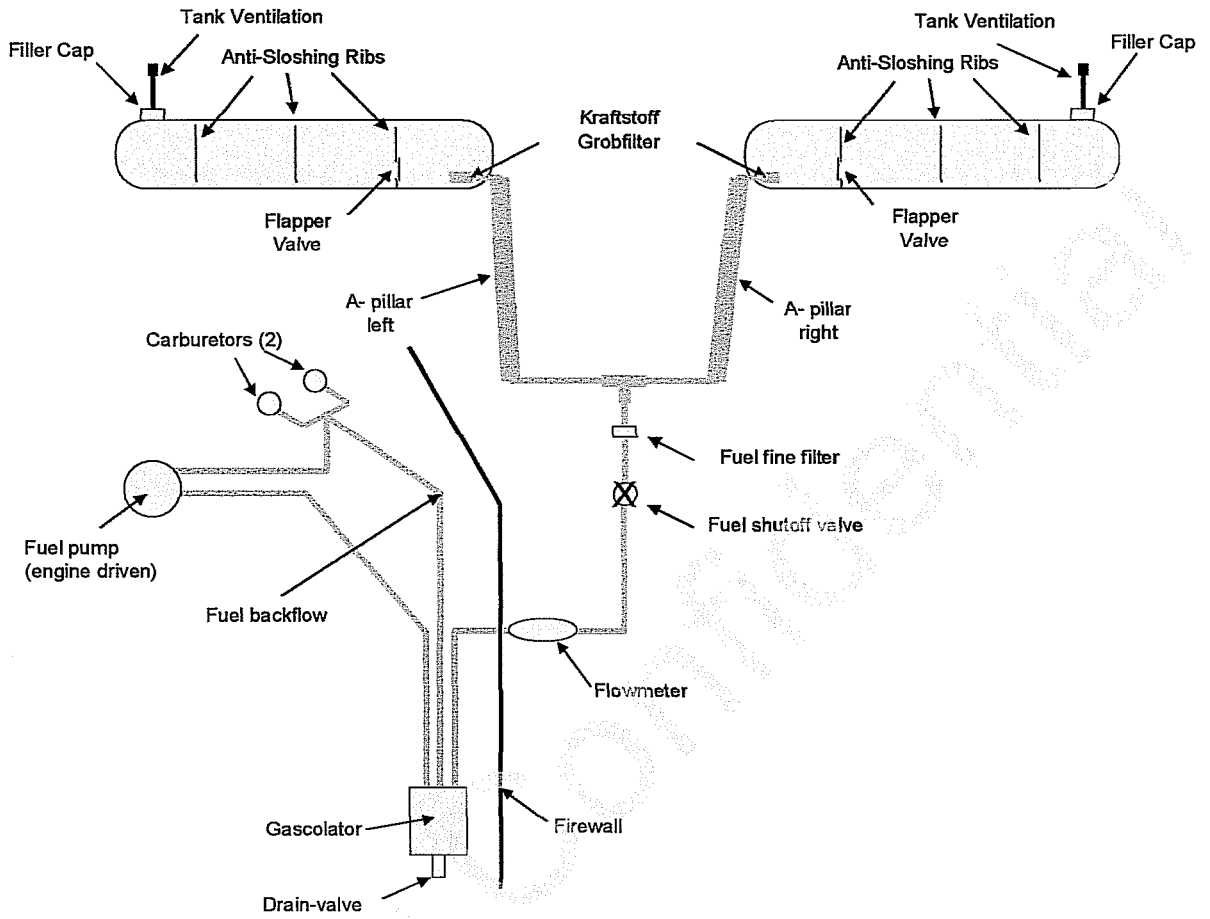 Tank Ventilation
Filler Cap
Anti-Sloshing Ribs
Tank Ventilation
Filler Cap
Anti-Sloshing Ribs
Kraftstoff
Grobfilter
Flapper
Valve
Flapper
Valve
A- pillar
left
A- pillar
right
Carburetors (2)
Fuel fine filter
Fuel shutoff valve
Fuel pump
(engine driven)
Fuel backflow
Flowmeter
Gascolator
Firewall
Drain-valve
Confidential